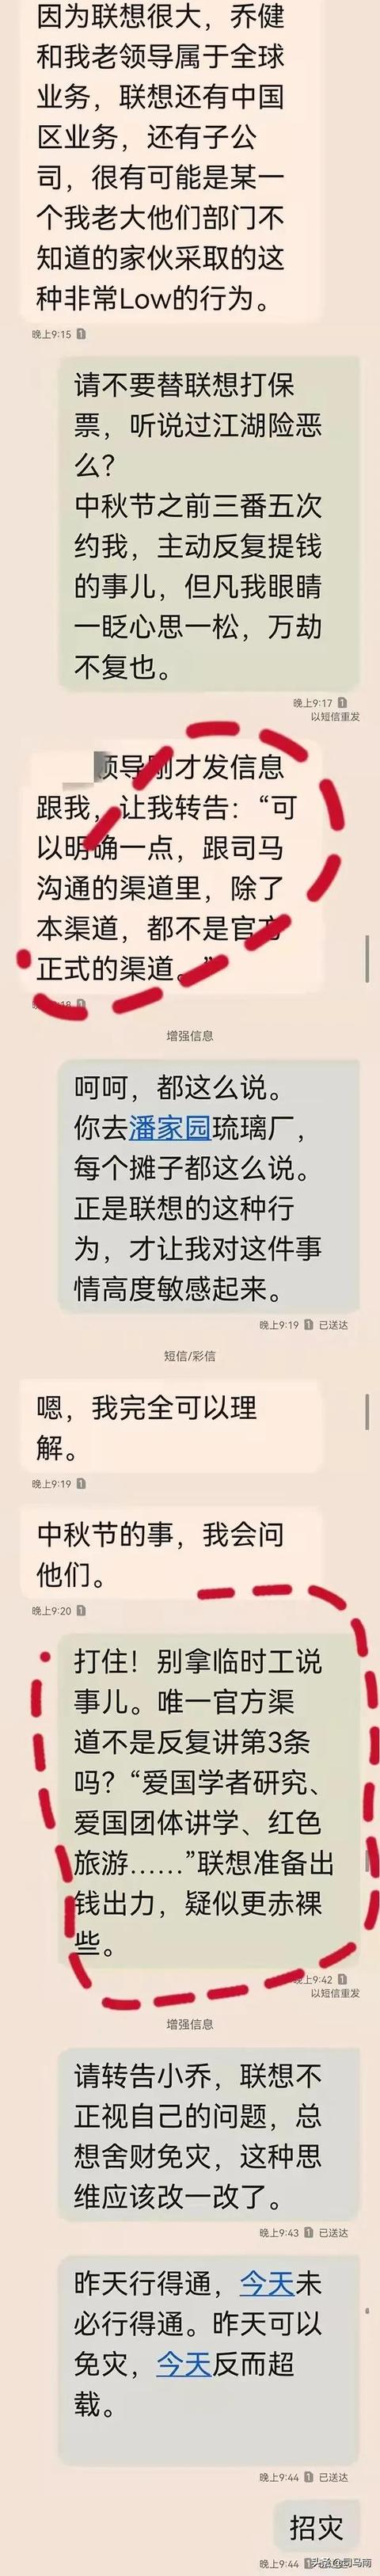 因为联想很大，乔健
和我老领导属于全球
业务，联想还有中国
区业务，还有子公
司，很有可能是某一
个我老大他们部门不
知道的家伙采取的这
种非常Low的行为。
晚上9:15 1
请不要替联想打保
票，听说过江湖险恶
么？
中秋节之前三番五次
约我，主动反复提钱
的事儿，但凡我眼睛
一眨心思一松，万劫
不复也。
晚上9:17 1
以短信重发
领导刚才发信息
跟我，让我转告：“可
以明确一点，跟司马
沟通的渠道里，除了
本渠道，都不是官方
正式的渠道。”
增强信息
呵呵，都这么说。
你去潘家园琉璃厂，
每个摊子都这么说。
正是联想的这种行
为，才让我对这件事
情高度敏感起来。
晚上9:19 1 已送达
短信/彩信
嗯，我完全可以理
解。
晚上9:19 1
中秋节的事，我会问
他们。
晚上9:20 1
打住！别拿临时工说
事儿。唯一官方渠
道不是反复讲第3条
吗？“爱国学者研究、
爱国团体讲学、红色
旅游……”联想准备出
钱出力，疑似更赤裸
些。
晚上9:42 1
以短信重发
增强信息
请转告小乔，联想不
正视自己的问题，总
想舍财免灾，这种思
维应该改一改了。
晚上9:43 1 已送达
昨天行得通，今天未
必行得通。昨天可以
免灾，今天反而超
载。
晚上9:44 1 已送达
招灾
晚上9:44 1
头条@司马南